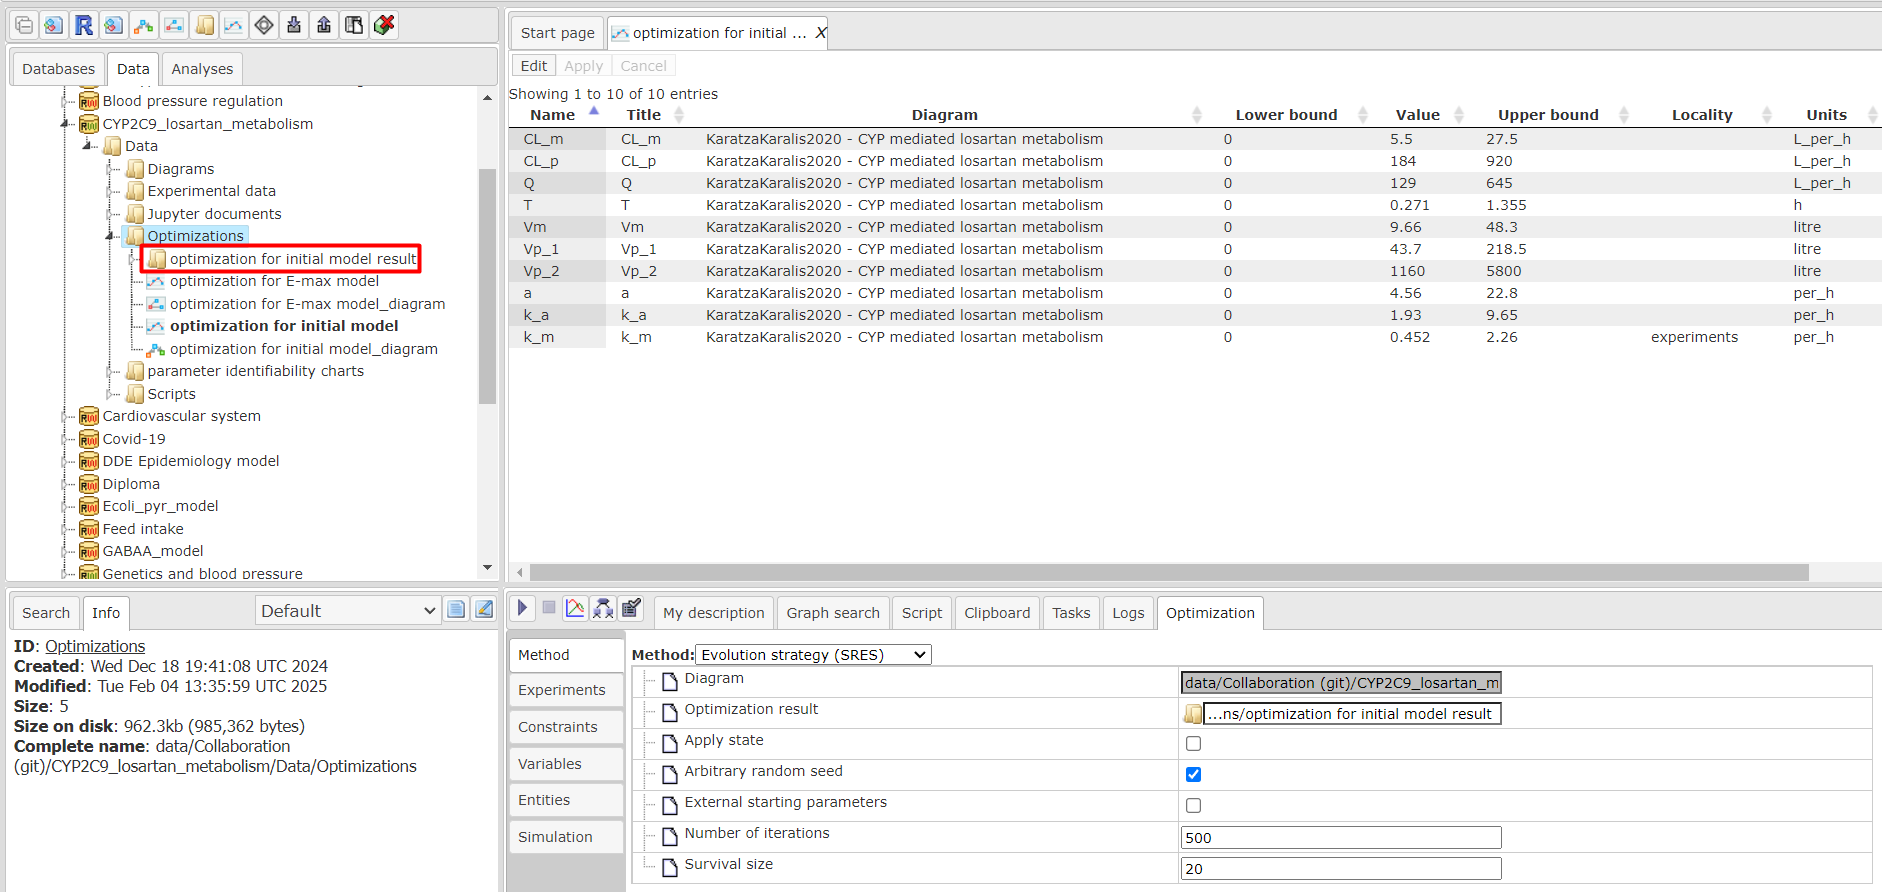 Databases Data Analyses
Blood pressure regulation
CYP2C9_losartan_metabolism
Data
Diagrams
Experimental data
Jupyter documents
Optimizations
optimization for initial model result
optimization for E-max model
optimization for E-max model_diagram
optimization for initial model
optimization for initial model_diagram
parameter identifiability charts
Scripts
Cardiovascular system
Covid-19
DDE Epidemiology model
Diploma
Ecoli_pyr_model
Feed intake
GABAA_model
Genetics and blood pressure
Start page optimization for initial ... X
Edit Apply Cancel
Showing 1 to 10 of 10 entries
Name Title Diagram Lower bound Value Upper bound Locality Units
CL_m CL_m KaratzaKaralis2020 - CYP mediated losartan metabolism 0 5.5 27.5 L_per_h
CL_p CL_p KaratzaKaralis2020 - CYP mediated losartan metabolism 0 184 920 L_per_h
Q Q KaratzaKaralis2020 - CYP mediated losartan metabolism 0 129 645 L_per_h
T T KaratzaKaralis2020 - CYP mediated losartan metabolism 0 0.271 1.355 h
Vm Vm KaratzaKaralis2020 - CYP mediated losartan metabolism 0 9.66 48.3 litre
Vp_1 Vp_1 KaratzaKaralis2020 - CYP mediated losartan metabolism 0 43.7 218.5 litre
Vp_2 Vp_2 KaratzaKaralis2020 - CYP mediated losartan metabolism 0 1160 5800 litre
a a KaratzaKaralis2020 - CYP mediated losartan metabolism 0 4.56 22.8 per_h
k_a k_a KaratzaKaralis2020 - CYP mediated losartan metabolism 0 1.93 9.65 per_h
k_m k_m KaratzaKaralis2020 - CYP mediated losartan metabolism 0 0.452 2.26 experiments per_h
Search Info Default
ID: Optimizations
Created: Wed Dec 18 19:41:08 UTC 2024
Modified: Tue Feb 04 13:35:59 UTC 2025
Size: 5
Size on disk: 962.3kb (985,362 bytes)
Complete name: data/Collaboration
(git)/CYP2C9_losartan_metabolism/Data/Optimizations
My description Graph search Script Clipboard Tasks Logs Optimization
Method
Experiments
Constraints
Variables
Entities
Simulation
Method: Evolution strategy (SRES)
Diagram data/Collaboration (git)/CYP2C9_losartan_m
Optimization result ...ns/optimization for initial model result
Apply state
Arbitrary random seed
External starting parameters
Number of iterations 500
Survival size 20